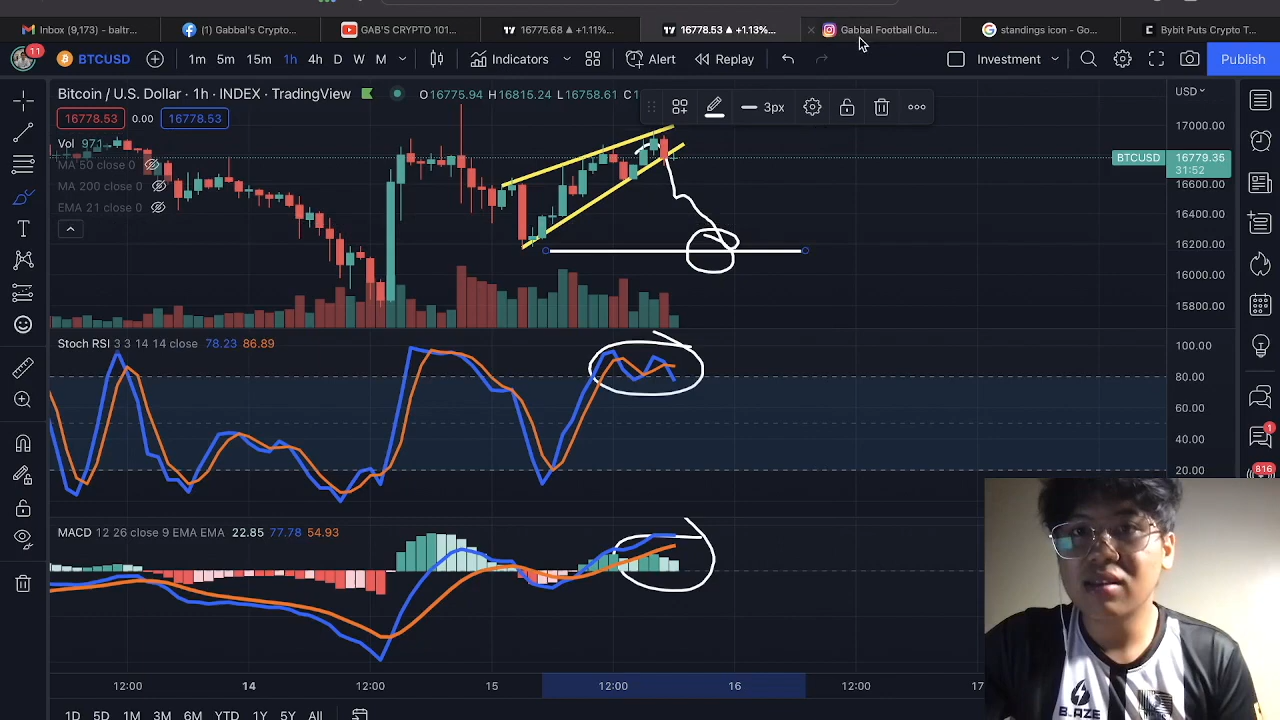 Inbox (9,173) - baltr...
(1) Gabbal's Crypto...
GAB'S CRYPTO 101...
16775.68 ▲ +1.11%...
16778.53 ▲ +1.13%...
Gabbal Football Clu...
standings icon - Go...
Bybit Puts Crypto T...
11
BTCUSD
1m 5m 15m 1h 4h D W M
Indicators
Alert
Replay
Investment
Publish
Bitcoin / U.S. Dollar · 1h · INDEX · TradingView
O16775.94 H16815.24 L16758.61 C1
3px
USD
16778.53 0.00 16778.53
Vol 971
MA 50 close 0
MA 200 close 0
EMA 21 close 0
17000.00
BTCUSD 16779.35
31:52
16600.00
16400.00
16200.00
16000.00
15800.00
Stoch RSI 3 3 14 14 close 78.23 86.89
100.00
80.00
60.00
40.00
20.00
1
816
MACD 12 26 close 9 EMA EMA 22.85 77.78 54.93
12:00 14 12:00 15 12:00 16 12:00 17
1D 5D 1M 3M 6M YTD 1Y 5Y All